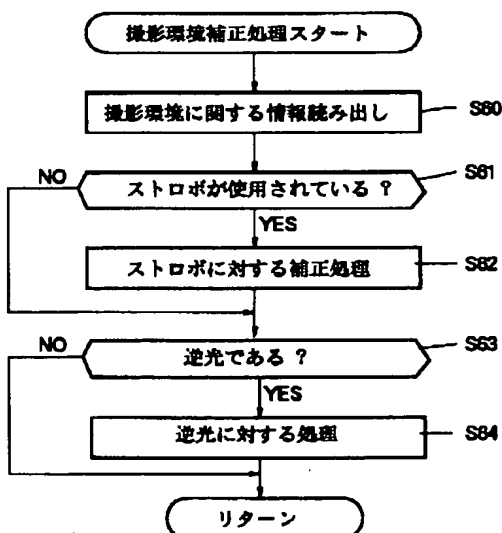 撮影環境補正処理スタート
撮影環境に関する情報読み出し
S60
ストロボが使用されている ?
S61
NO
YES
ストロボに対する補正処理
S62
逆光である ?
S63
NO
YES
逆光に対する処理
S64
リターン